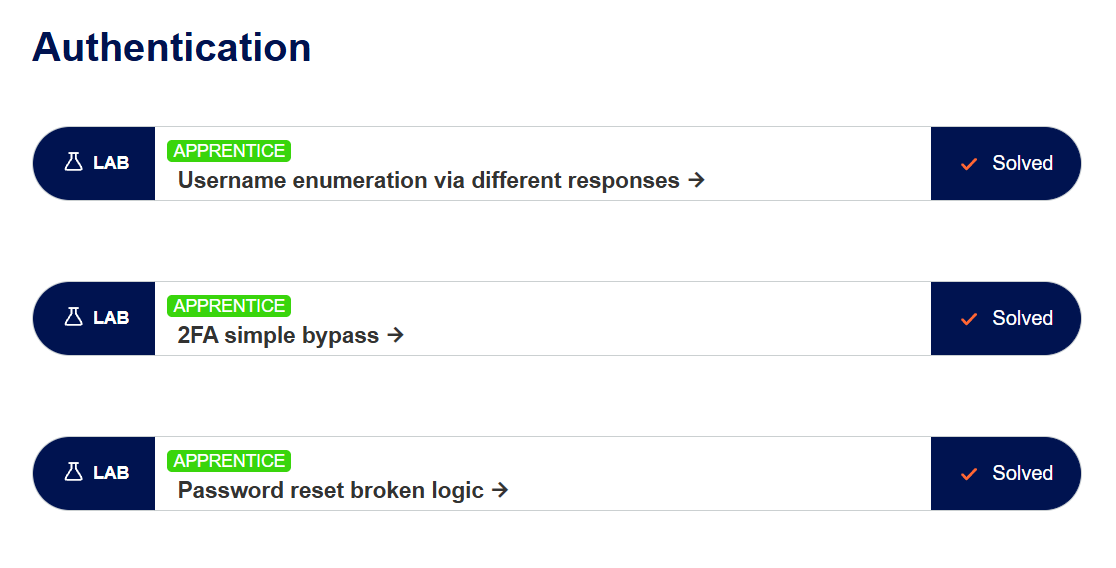 Authentication
LAB
APPRENTICE
Username enumeration via different responses →
Solved
LAB
APPRENTICE
2FA simple bypass →
Solved
LAB
APPRENTICE
Password reset broken logic →
Solved